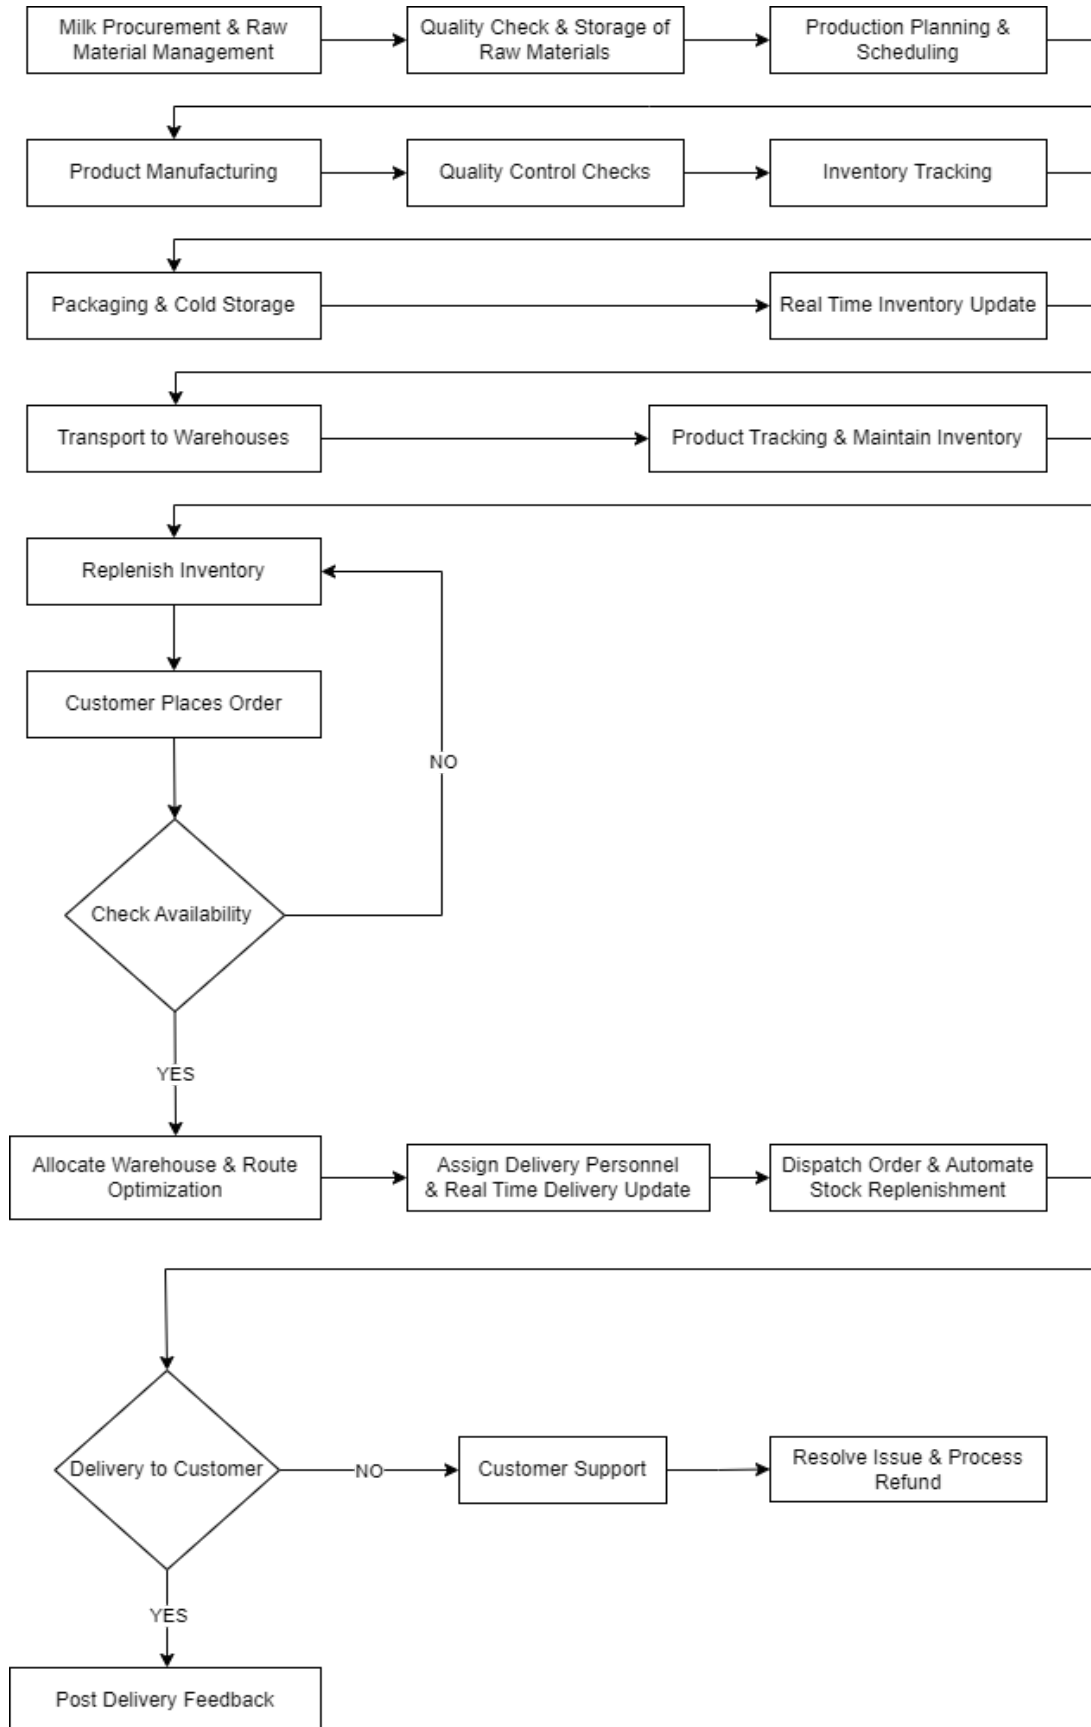 Milk Procurement & Raw
Material Management
Quality Check & Storage of
Raw Materials
Production Planning &
Scheduling
Product Manufacturing
Quality Control Checks
Inventory Tracking
Packaging & Cold Storage
Real Time Inventory Update
Transport to Warehouses
Product Tracking & Maintain Inventory
Replenish Inventory
Customer Places Order
NO
Check Availability
YES
Allocate Warehouse & Route
Optimization
Assign Delivery Personnel
& Real Time Delivery Update
Dispatch Order & Automate
Stock Replenishment
Delivery to Customer
NO
Customer Support
Resolve Issue & Process
Refund
YES
Post Delivery Feedback